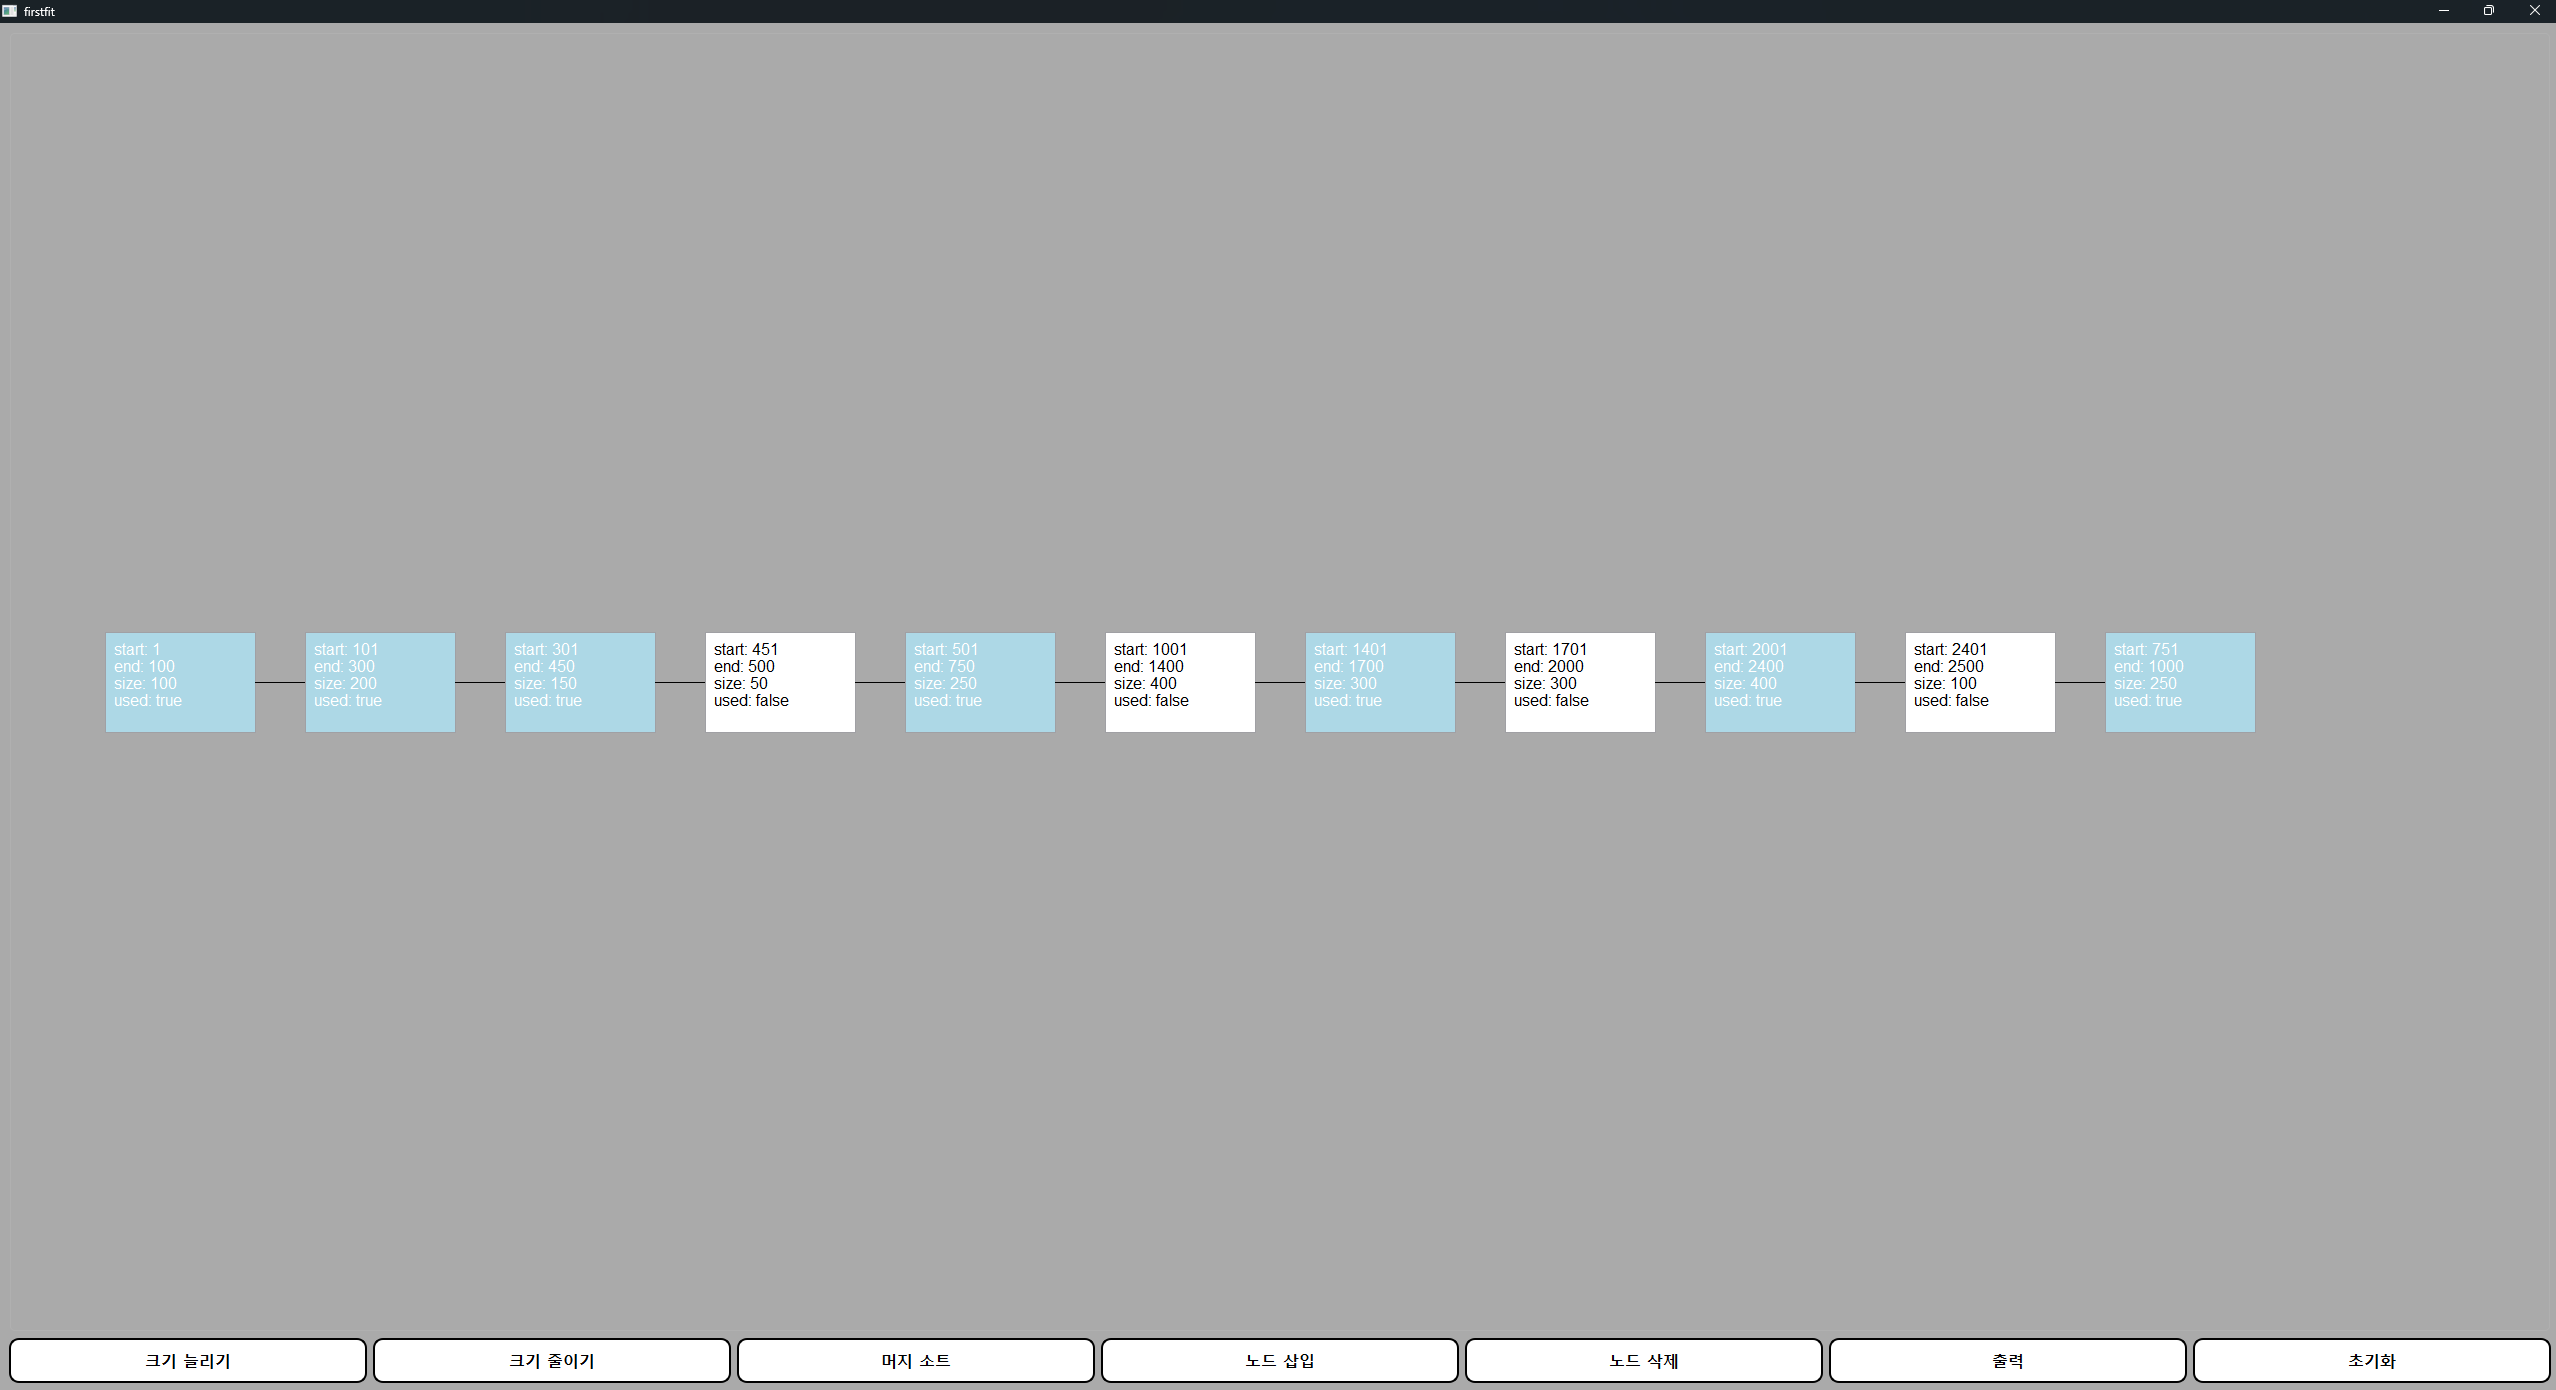 firstfit
start: 1
end: 100
size: 100
used: true
start: 101
end: 300
size: 200
used: true
start: 301
end: 450
size: 150
used: true
start: 451
end: 500
size: 50
used: false
start: 501
end: 750
size: 250
used: true
start: 1001
end: 1400
size: 400
used: false
start: 1401
end: 1700
size: 300
used: true
start: 1701
end: 2000
size: 300
used: false
start: 2001
end: 2400
size: 400
used: true
start: 2401
end: 2500
size: 100
used: false
start: 751
end: 1000
size: 250
used: true
크기 늘리기
크기 줄이기
머지 소트
노드 삽입
노드 삭제
출력
초기화